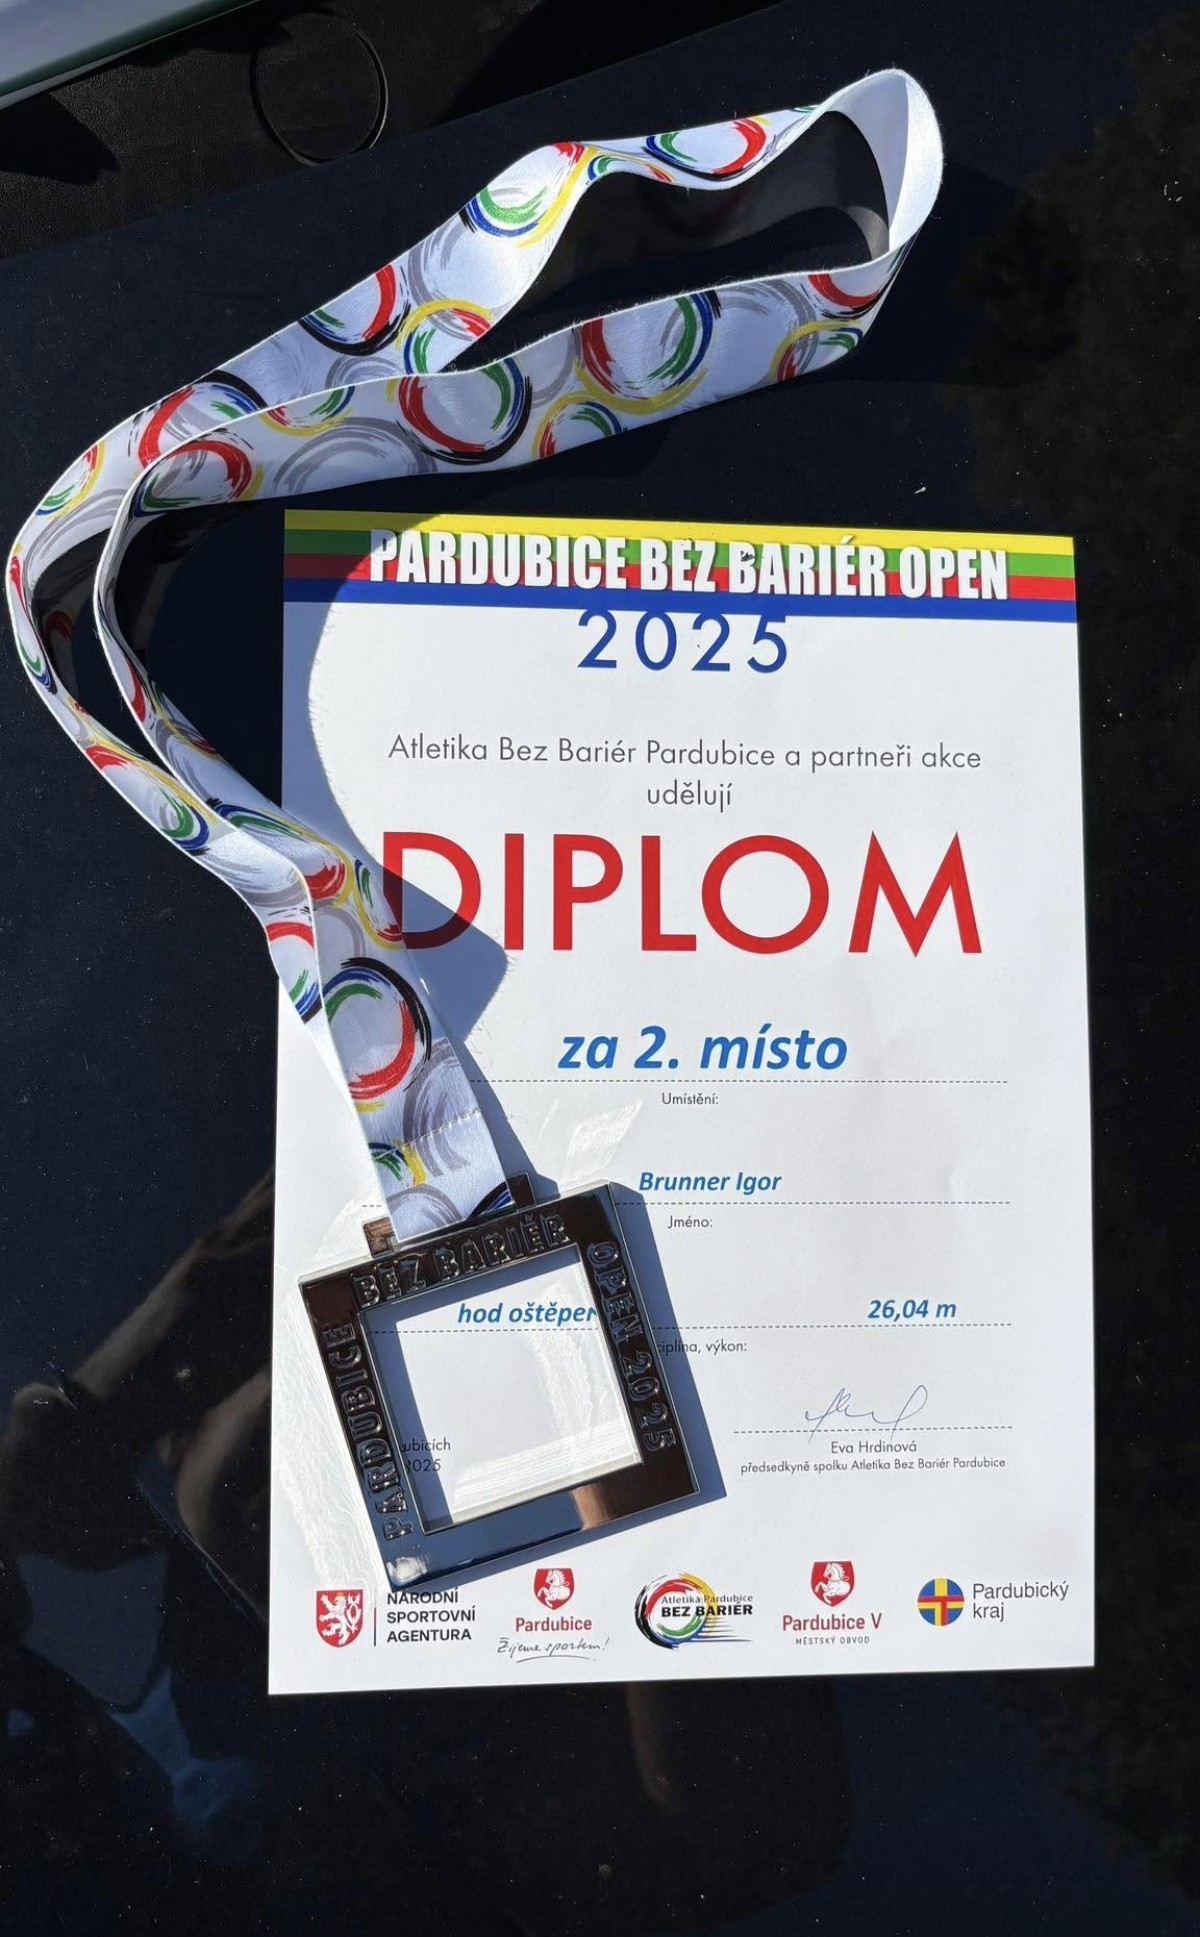 PARDUBICE BEZ BARIÉR OPEN
2025
Atletika Bez Bariér Pardubice a partneři akce
udělují
DIPLOM
za 2. místo
Umístění:
Brunner Igor
Jméno:
hod oštěpem 26,04 m
výkon:
Eva Hrdinová
předsedkyně spolku Atletika Bez Bariér Pardubice
PARDUBICE BEZ BARIÉR OPEN 2025
NÁRODNÍ
SPORTOVNÍ
AGENTURA
Pardubice
Žijeme sportem!
Atletika Pardubice
BEZ BARIÉR
Pardubice V
MĚSTSKÝ OBVOD
Pardubický
kraj